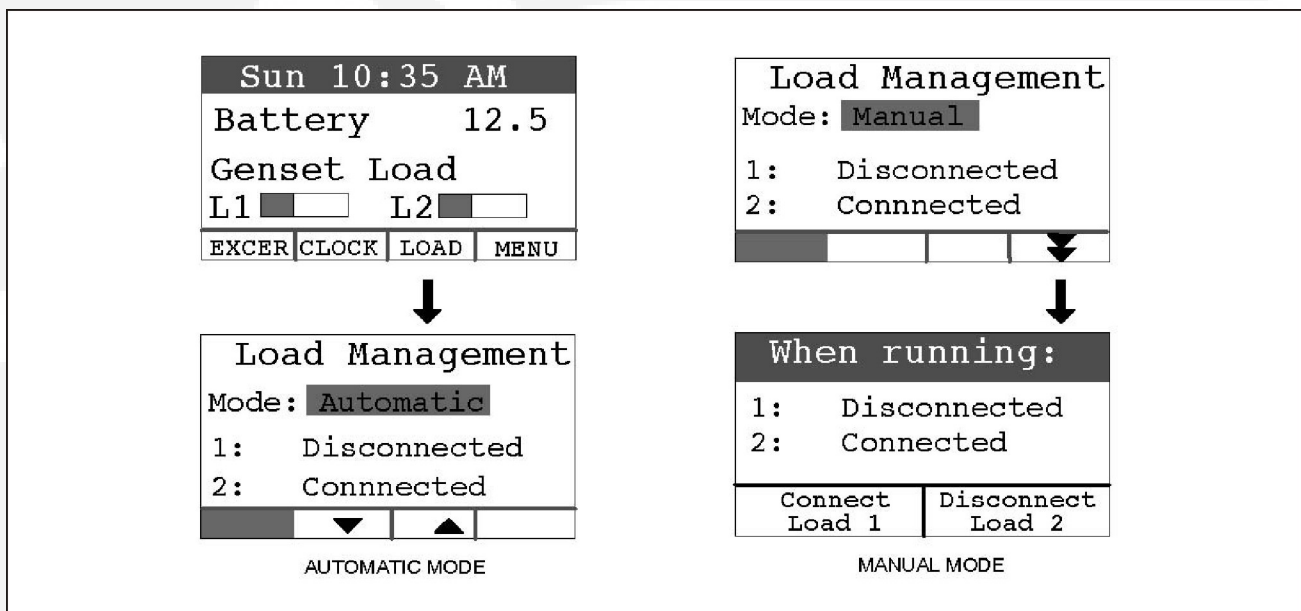 Sun 10:35 AM
Battery 12.5
Genset Load
L1 L2
EXCER CLOCK LOAD MENU
Load Management
Mode: Automatic
1: Disconnected
2: Connnected
AUTOMATIC MODE
Load Management
Mode: Manual
1: Disconnected
2: Connnected
When running:
1: Disconnected
2: Connected
Connect Disconnect
Load 1 Load 2
MANUAL MODE